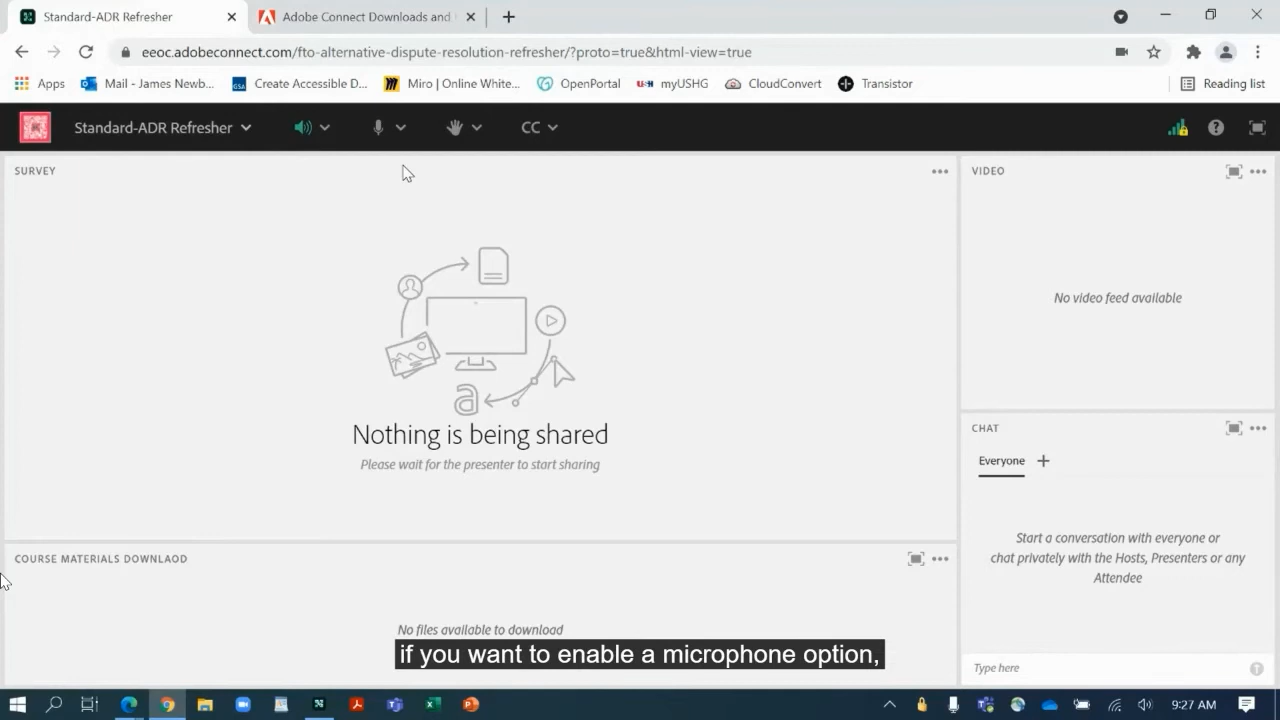 Standard-ADR Refresher
Adobe Connect Downloads and
eeoc.adobeconnect.com/fto-alternative-dispute-resolution-refresher/?proto=true&html-view=true
Apps Mail - James Newb... GSA Create Accessible D... Miro | Online White... OpenPortal USH myUSHG CloudConvert Transistor Reading list
Standard-ADR Refresher CC
SURVEY
VIDEO
No video feed available
a
Nothing is being shared
Please wait for the presenter to start sharing
CHAT
Everyone
Start a conversation with everyone or
chat privately with the Hosts, Presenters or any
Attendee
COURSE MATERIALS DOWNLAOD
No files available to download
if you want to enable a microphone option,
Type here
9:27 AM